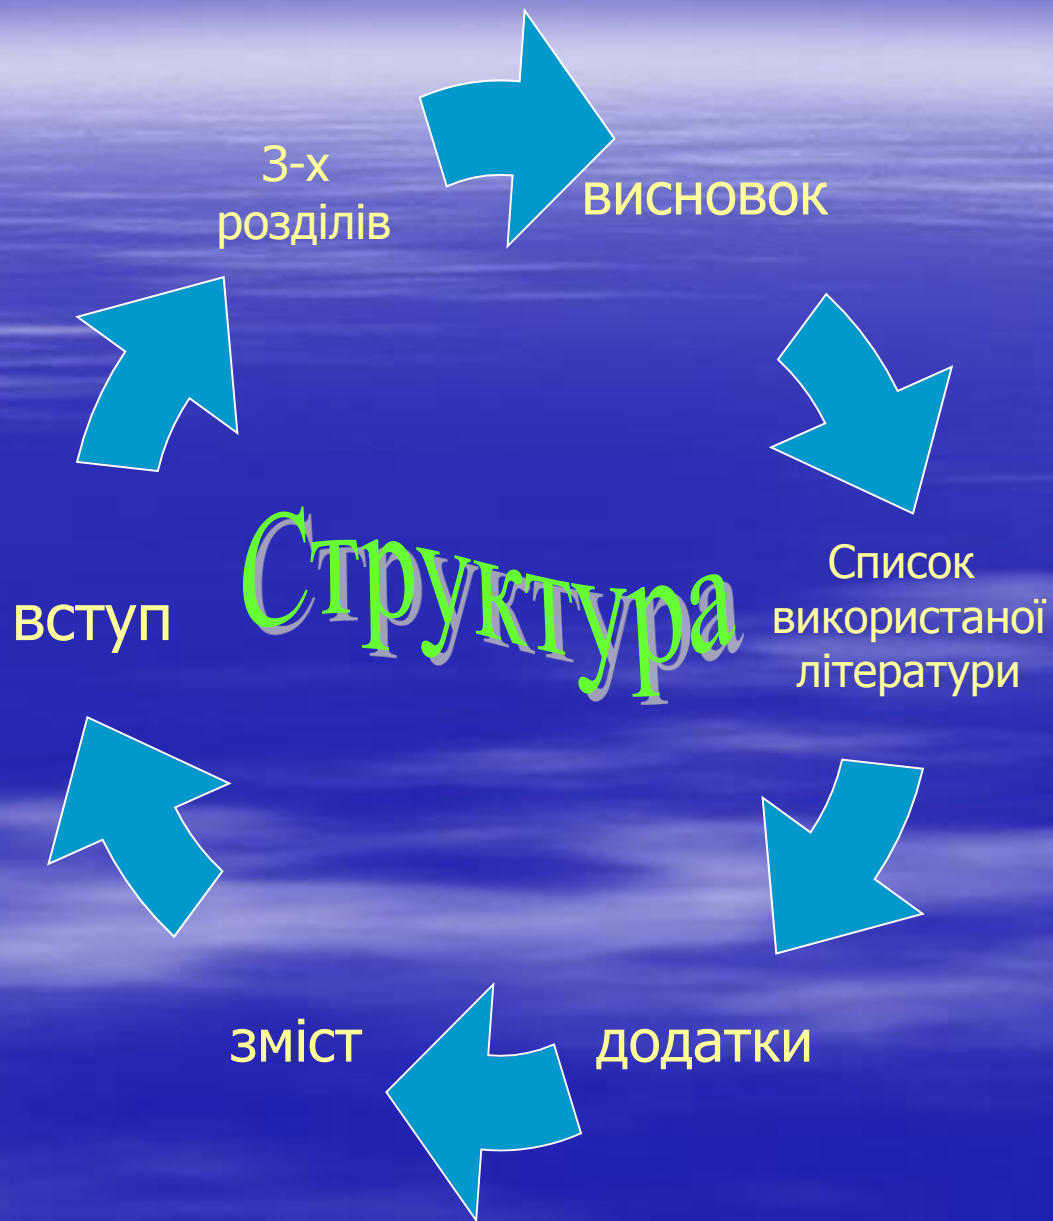 3-х
розділів
висновок
Структура
вступ
Список
використаної
літератури
зміст
додатки